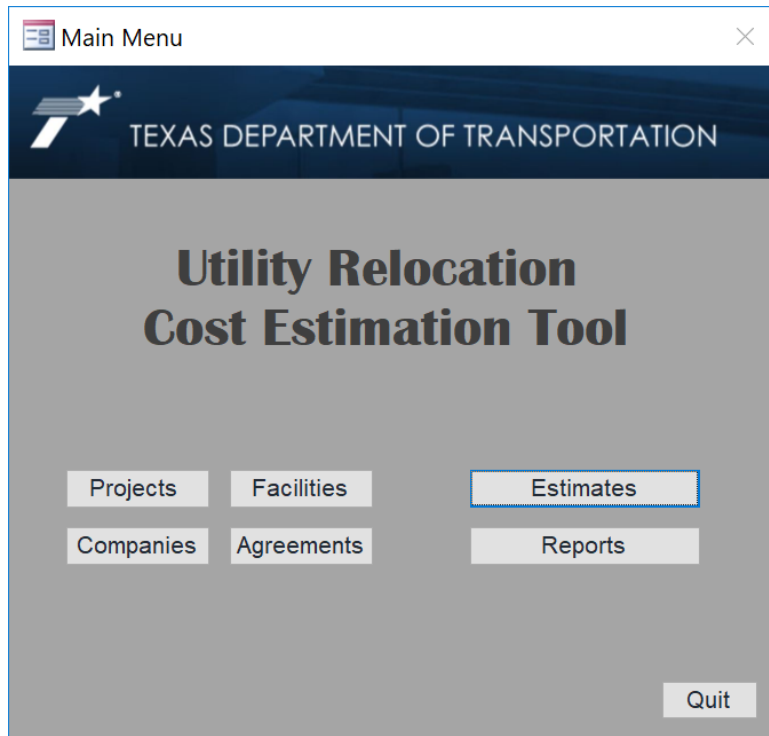 Main Menu
TEXAS DEPARTMENT OF TRANSPORTATION
Utility Relocation
Cost Estimation Tool
Projects Facilities Estimates
Companies Agreements Reports
Quit